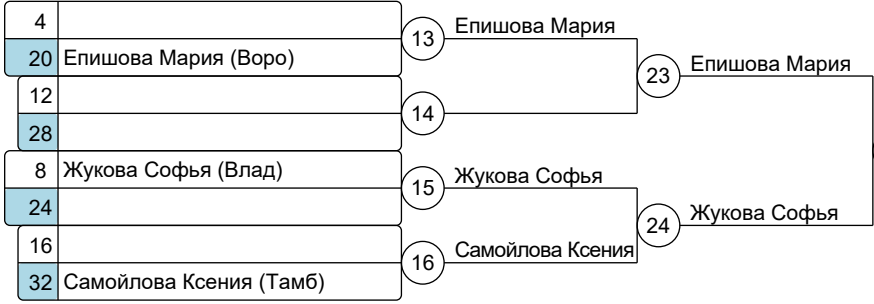 4
13
Епишова Мария
20 Епишова Мария (Воро)
23
Епишова Мария
12
14
28
8 Жукова Софья (Влад)
15
Жукова Софья
24
24
Жукова Софья
16
16
Самойлова Ксения
32 Самойлова Ксения (Тамб)